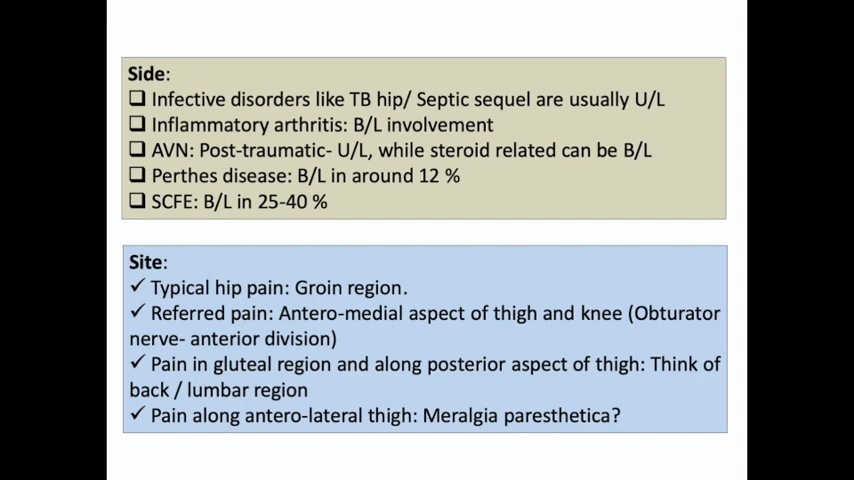 Side:
❑ Infective disorders like TB hip/ Septic sequel are usually U/L
❑ Inflammatory arthritis: B/L involvement
❑ AVN: Post-traumatic- U/L, while steroid related can be B/L
❑ Perthes disease: B/L in around 12 %
❑ SCFE: B/L in 25-40 %
Site:
✓ Typical hip pain: Groin region.
✓ Referred pain: Antero-medial aspect of thigh and knee (Obturator
nerve- anterior division)
✓ Pain in gluteal region and along posterior aspect of thigh: Think of
back / lumbar region
✓ Pain along antero-lateral thigh: Meralgia paresthetica?